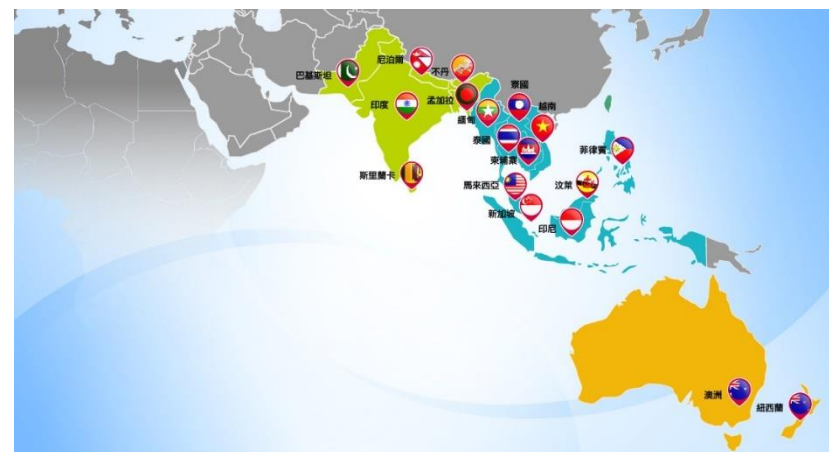 尼泊爾
不丹
巴基斯坦
寮國
孟加拉
印度
越南
緬甸
泰國
菲律賓
柬埔寨
斯里蘭卡
馬來西亞
汶萊
新加坡
印尼
澳洲
紐西蘭